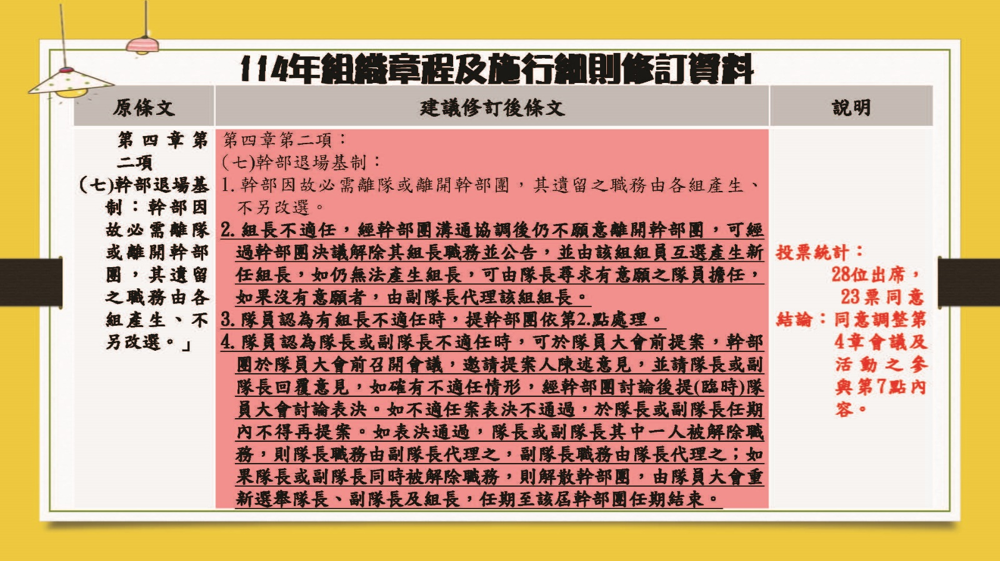 114年組織章程及施行細則修訂資料
原條文
建議修訂後條文
說明
第四章第
二項
(七)幹部退場基
制：幹部因
故必需離隊
或離開幹部
團，其遺留
之職務由各
組產生、不
另改選。」
第四章第二項：
(七)幹部退場基制：
1. 幹部因故必需離隊或離開幹部團，其遺留之職務由各組產生、
不另改選。
2. 組長不適任，經幹部團溝通協調後仍不願意離開幹部團，可經
過幹部團決議解除其組長職務並公告，並由該組組員互選產生新
任組長，如仍無法產生組長，可由隊長尋求有意願之隊員擔任，
如果沒有意願者，由副隊長代理該組組長。
3. 隊員認為有組長不適任時，提幹部團依第2.點處理。
4. 隊員認為隊長或副隊長不適任時，可於隊員大會前提案，幹部
團於隊員大會前召開會議，邀請提案人陳述意見，並請隊長或副
隊長回覆意見，如確有不適任情形，經幹部團討論後提(臨時)隊
員大會討論表決。如不適任案表決不通過，於隊長或副隊長任期
內不得再提案。如表決通過，隊長或副隊長其中一人被解除職
務，則隊長職務由副隊長代理之，副隊長職務由隊長代理之；如
果隊長或副隊長同時被解除職務，則解散幹部團，由隊員大會重
新選舉隊長、副隊長及組長，任期至該屆幹部團任期結束。
投票統計：
28位出席，
23票同意
結論：同意調整第
4章會議及
活動之參
與第7點內
容。